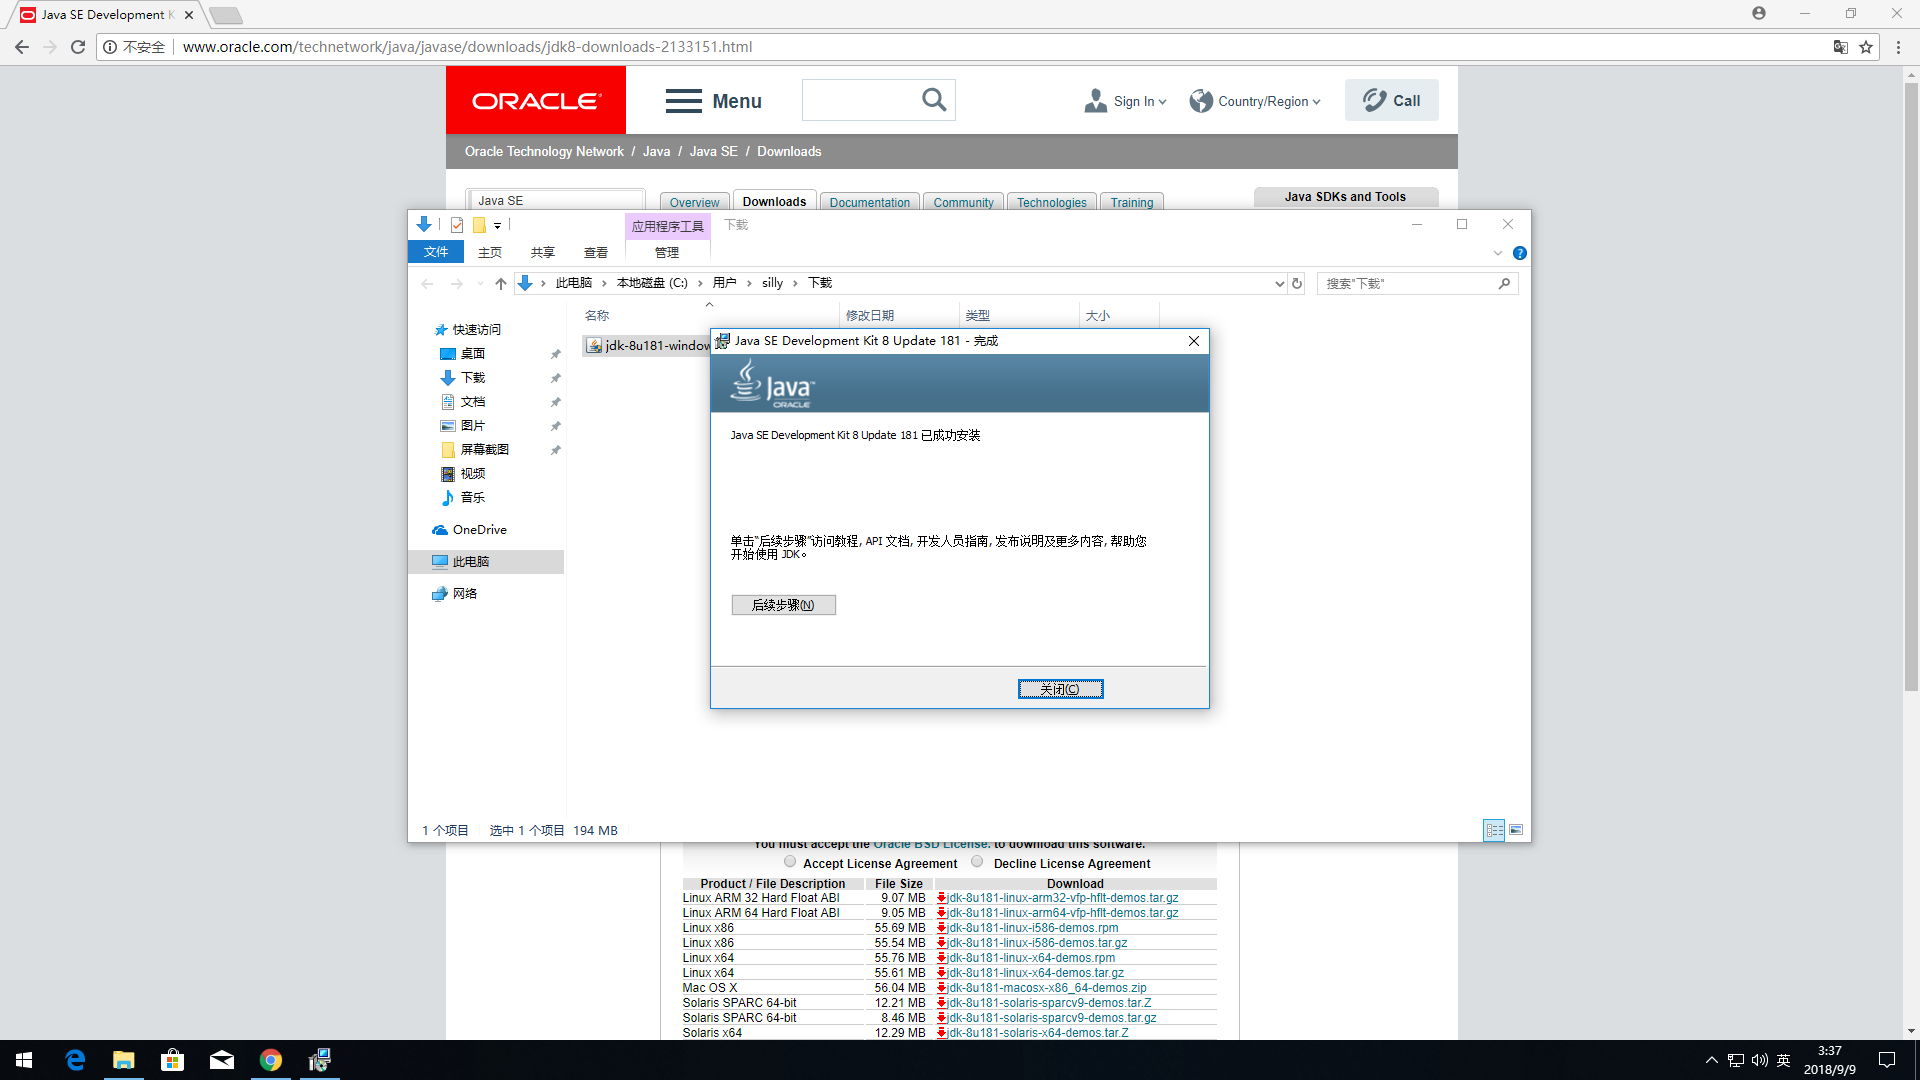 Java SE Development K
不安全
www.oracle.com/technetwork/java/javase/downloads/jdk8-downloads-2133151.html
ORACLE
Menu
Sign In
Country/Region
Call
Oracle Technology Network / Java / Java SE / Downloads
Java SE
Overview
Downloads
Documentation
Community
Technologies
Training
Java SDKs and Tools
应用程序工具
下载
文件
主页
共享
查看
管理
此电脑
本地磁盘 (C:)
用户
silly
下载
搜索"下载"
名称
修改日期
类型
大小
快速访问
桌面
下载
文档
图片
屏幕截图
视频
音乐
OneDrive
此电脑
网络
jdk-8u181-window
Java SE Development Kit 8 Update 181 - 完成
Java
ORACLE
Java SE Development Kit 8 Update 181 已成功安装
单击"后续步骤"访问教程, API 文档, 开发人员指南, 发布说明及更多内容, 帮助您
开始使用 JDK。
后续步骤(N)
关闭(C)
1 个项目
选中 1 个项目 194 MB
You must accept the Oracle BSD License. to download this software.
Accept License Agreement
Decline License Agreement
Product / File Description File Size Download
Linux ARM 32 Hard Float ABI 9.07 MB jdk-8u181-linux-arm32-vfp-hflt-demos.tar.gz
Linux ARM 64 Hard Float ABI 9.05 MB jdk-8u181-linux-arm64-vfp-hflt-demos.tar.gz
Linux x86 55.69 MB jdk-8u181-linux-i586-demos.rpm
Linux x86 55.54 MB jdk-8u181-linux-i586-demos.tar.gz
Linux x64 55.76 MB jdk-8u181-linux-x64-demos.rpm
Linux x64 55.61 MB jdk-8u181-linux-x64-demos.tar.gz
Mac OS X 56.04 MB jdk-8u181-macosx-x86_64-demos.zip
Solaris SPARC 64-bit 12.21 MB jdk-8u181-solaris-sparcv9-demos.tar.Z
Solaris SPARC 64-bit 8.46 MB jdk-8u181-solaris-sparcv9-demos.tar.gz
Solaris x64 12.29 MB jdk-8u181-solaris-x64-demos.tar.Z
英
3:37
2018/9/9